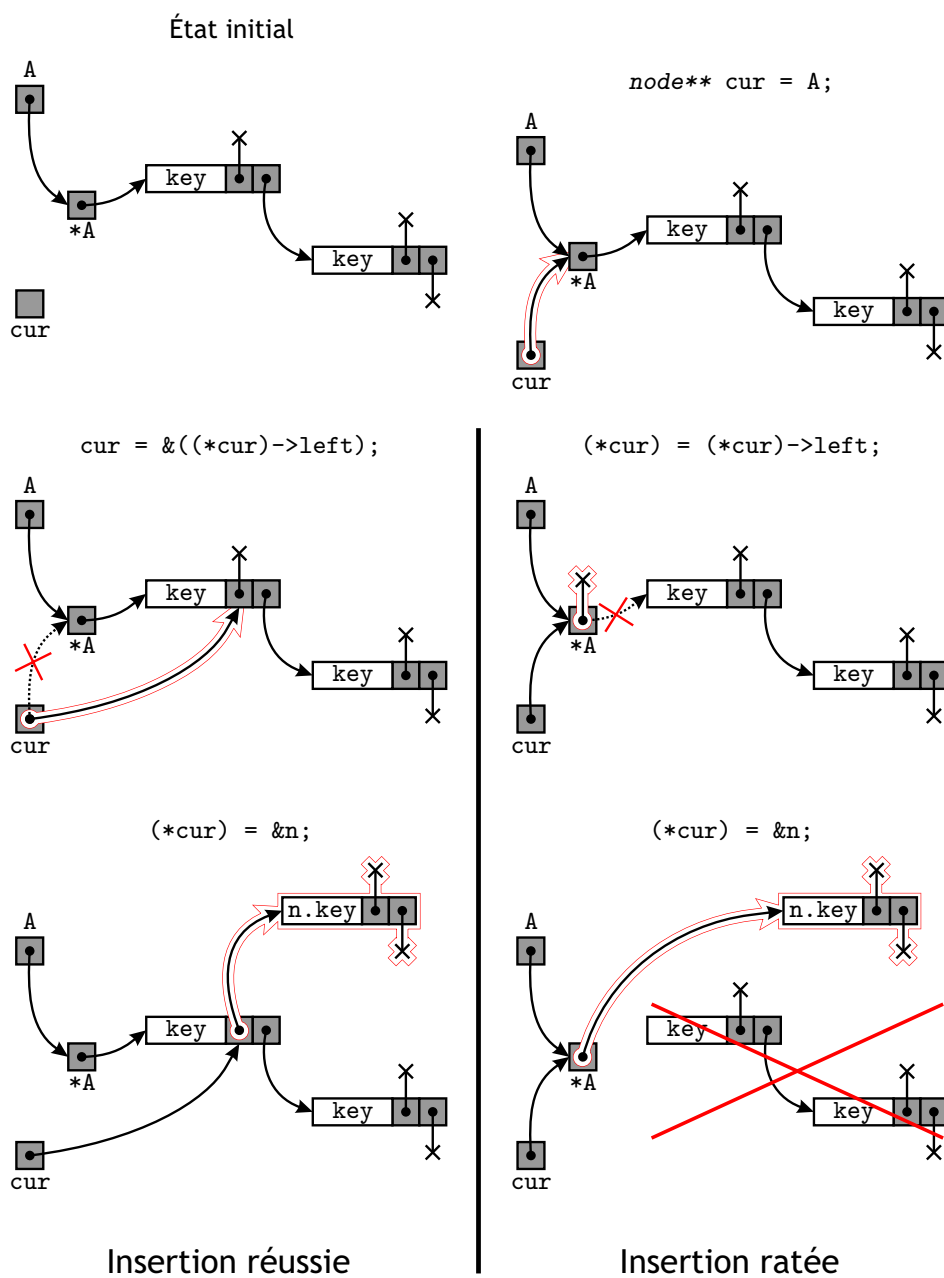 État initial
A
key
*A
key
cur
node** cur = A;
A
key
*A
key
cur
cur = &((*cur)->left);
A
key
*A
key
cur
(*cur) = (*cur)->left;
A
key
*A
key
cur
(*cur) = &n;
n.key
A
key
*A
key
cur
Insertion réussie
(*cur) = &n;
n.key
A
key
*A
key
cur
Insertion ratée